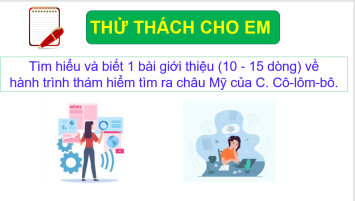 THỬ THÁCH CHO EM
Tìm hiểu và biết 1 bài giới thiệu (10 - 15 dòng) về
hành trình thám hiểm tìm ra châu Mỹ của C. Cô-lôm-bô.
NEWS